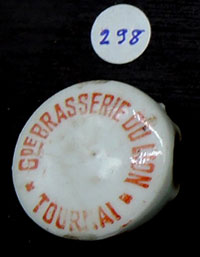 298
GDE BRASSERIE DU LION
TOURNAI